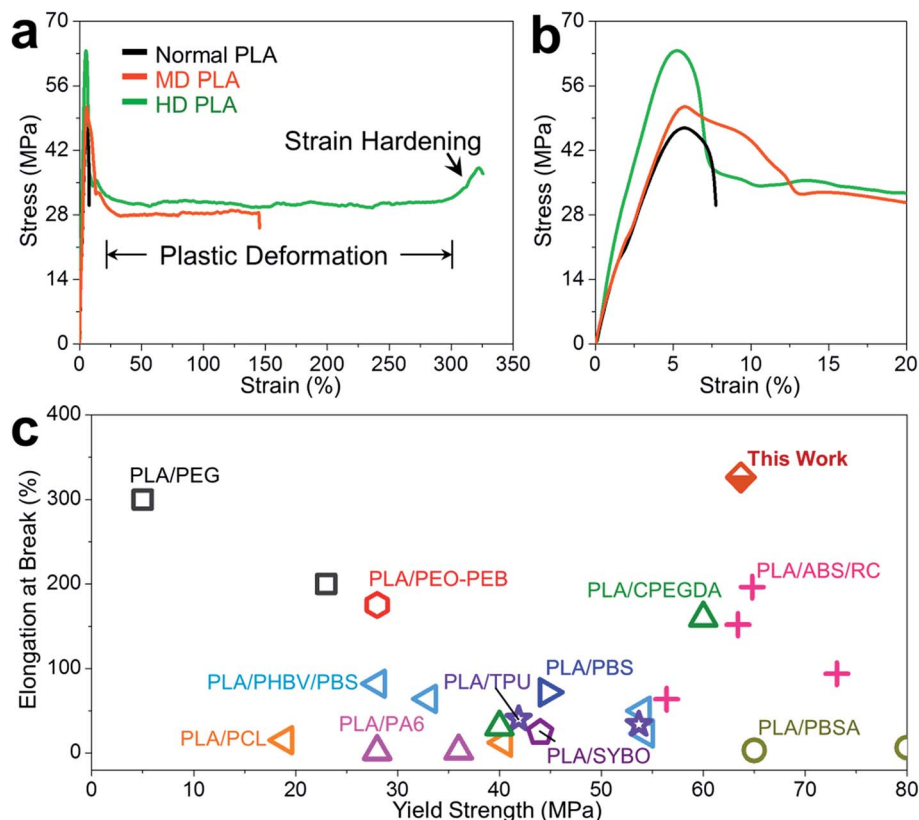 a
70
56
42
28
14
0
Stress (MPa)
Normal PLA
MD PLA
HD PLA
Strain Hardening
Plastic Deformation
0 50 100 150 200 250 300 350
Strain (%)
b
70
56
42
28
14
0
Stress (MPa)
0 5 10 15 20
Strain (%)
c
400
300
200
100
0
Elongation at Break (%)
PLA/PEG
This Work
PLA/PEO-PEB
PLA/ABS/RC
PLA/CPEGDA
PLA/PHBV/PBS
PLA/TPU
PLA/PBS
PLA/PCL
PLA/PA6
PLA/SYBO
PLA/PBSA
0 10 20 30 40 50 60 70 80
Yield Strength (MPa)